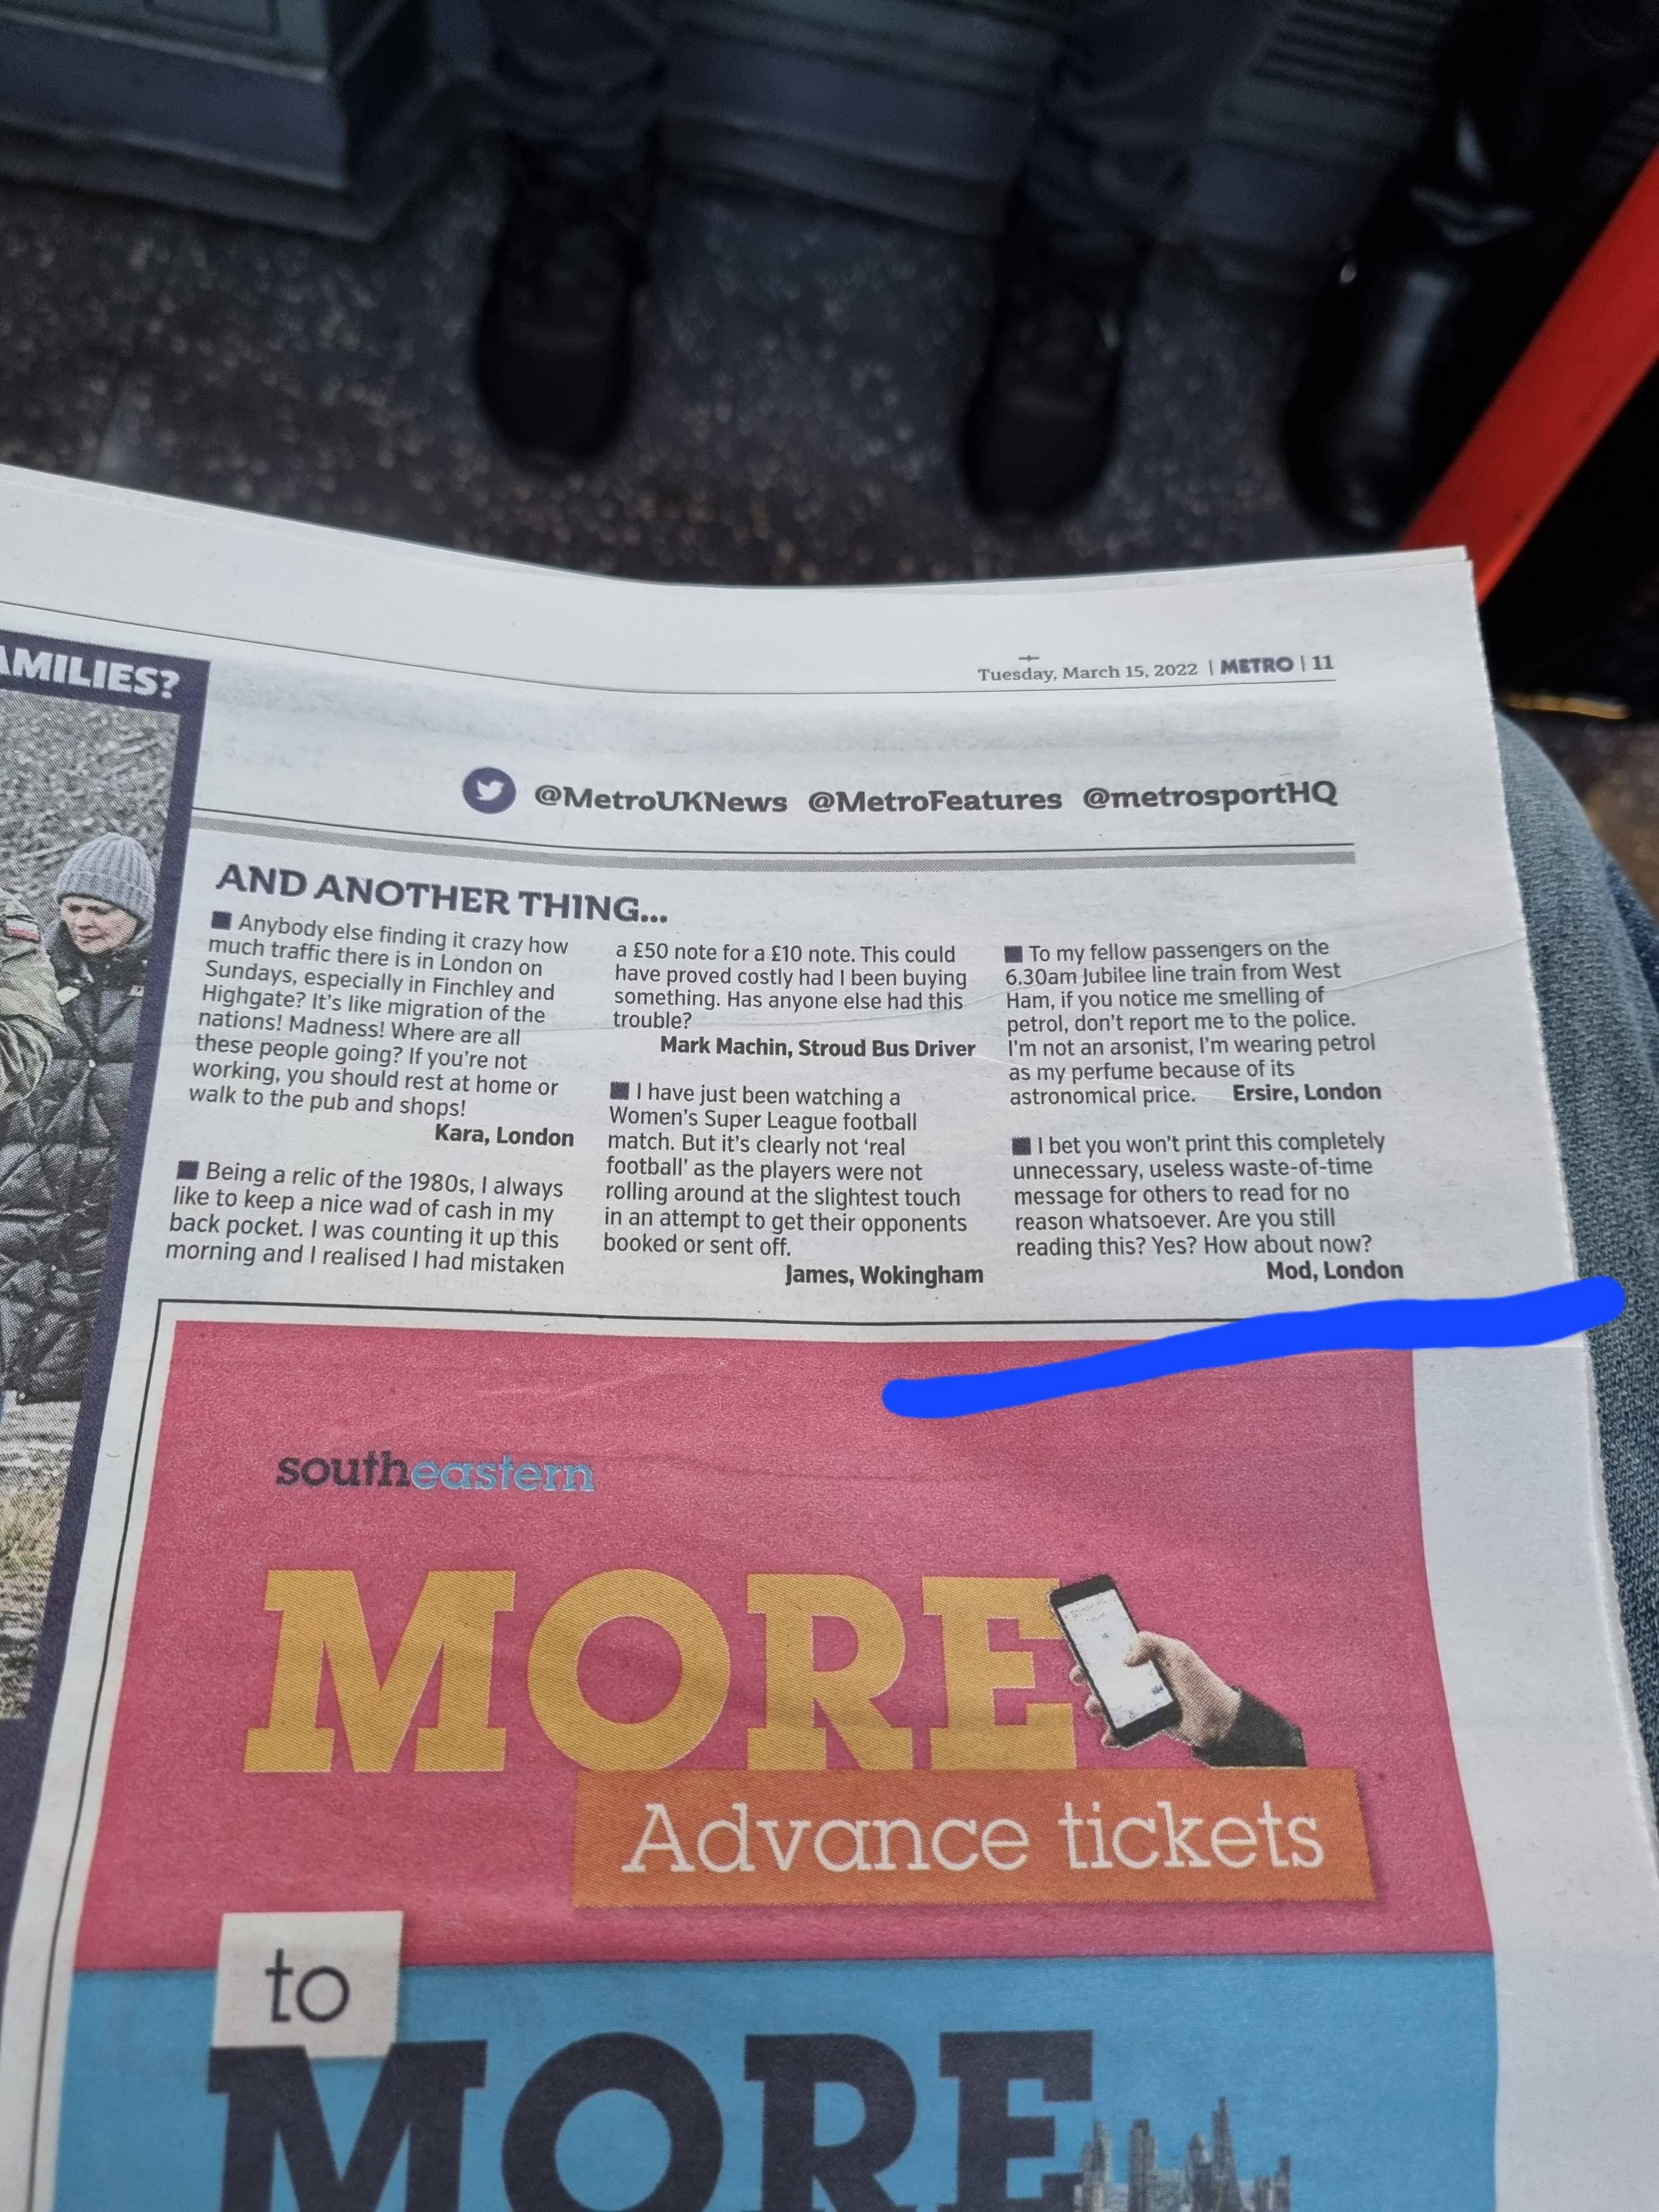 AMILIES?
Tuesday, March 15, 2022 | METRO | 11
@MetroUKNews @MetroFeatures @metrosportHQ
AND ANOTHER THING...
■ Anybody else finding it crazy how
much traffic there is in London on
Sundays, especially in Finchley and
Highgate? It's like migration of the
nations! Madness! Where are all
these people going? If you're not
working, you should rest at home or
walk to the pub and shops!
Kara, London
■ Being a relic of the 1980s, I always
like to keep a nice wad of cash in my
back pocket. I was counting it up this
morning and I realised I had mistaken
a £50 note for a £10 note. This could
have proved costly had I been buying
something. Has anyone else had this
trouble?
Mark Machin, Stroud Bus Driver
■ I have just been watching a
Women's Super League football
match. But it's clearly not 'real
football' as the players were not
rolling around at the slightest touch
in an attempt to get their opponents
booked or sent off.
James, Wokingham
■ To my fellow passengers on the
6.30am Jubilee line train from West
Ham, if you notice me smelling of
petrol, don't report me to the police.
I'm not an arsonist, I'm wearing petrol
as my perfume because of its
astronomical price. Ersire, London
■ I bet you won't print this completely
unnecessary, useless waste-of-time
message for others to read for no
reason whatsoever. Are you still
reading this? Yes? How about now?
Mod, London
southeastern
MORE
Advance tickets
to
MORE